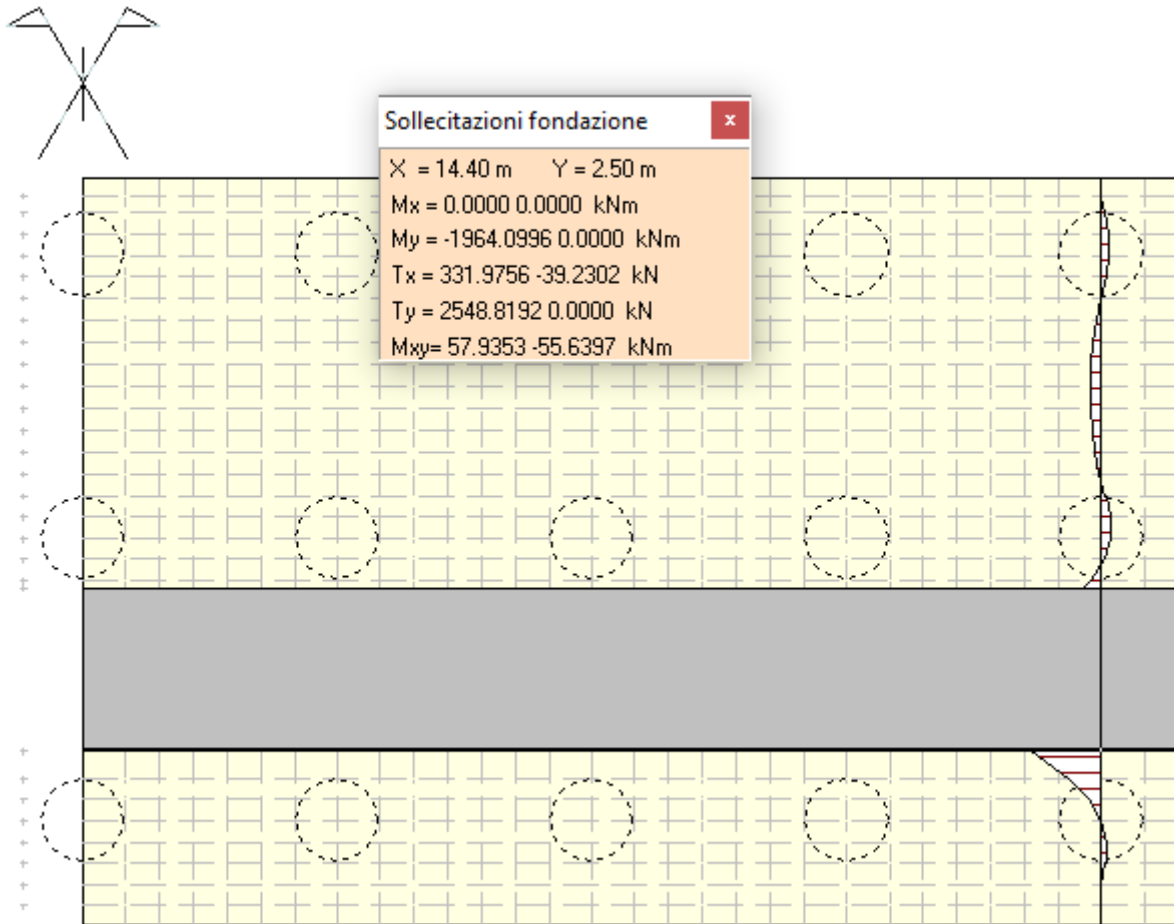 Sollecitazioni fondazione x
X = 14.40 m Y = 2.50 m
Mx = 0.0000 0.0000 kNm
My = -1964.0996 0.0000 kNm
Tx = 331.9756 -39.2302 kN
Ty = 2548.8192 0.0000 kN
Mxy= 57.9353 -55.6397 kNm